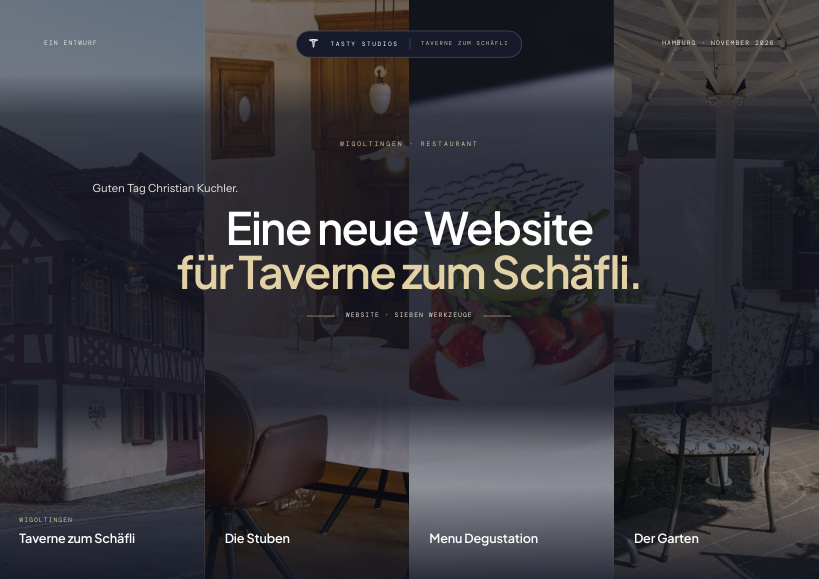 EIN ENTWURF
TASTY STUDIOS | TAVERNE ZUM SCHÄFLI
HAMBURG · NOVEMBER 2026
WIGOLTINGEN · RESTAURANT
Guten Tag Christian Kuchler.
Eine neue Website
für Taverne zum Schäfli.
WEBSITE · SIEBEN WERKZEUGE
WIGOLTINGEN
Taverne zum Schäfli
Die Stuben
Menu Degustation
Der Garten